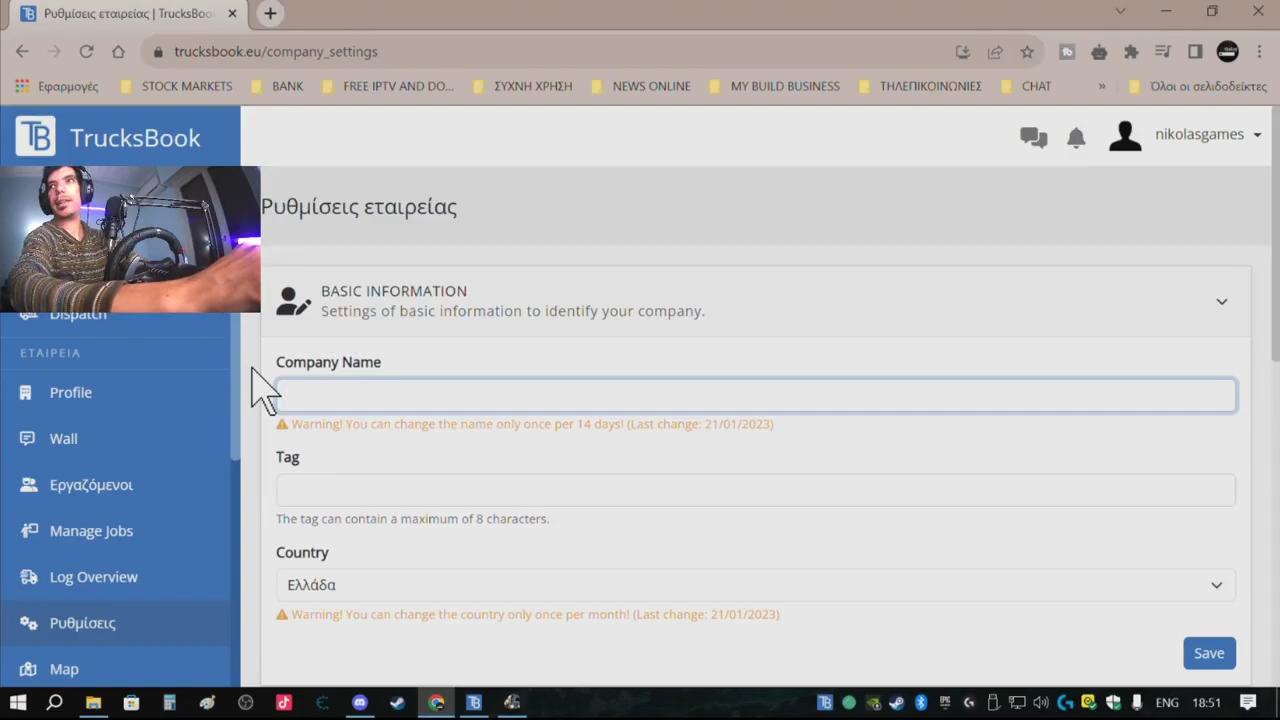 Ρυθμίσεις εταιρείας | TrucksBoo
trucksbook.eu/company_settings
Εφαρμογές
STOCK MARKETS
BANK
FREE IPTV AND DO...
ΣΥΧΝΗ ΧΡΗΣΗ
NEWS ONLINE
MY BUILD BUSINESS
ΤΗΛΕΠΙΚΟΙΝΩΝΙΕΣ
CHAT
»
Όλοι οι σελιδοδείκτες
TB TrucksBook
nikolasgames
Ρυθμίσεις εταιρείας
Dispatch
ΕΤΑΙΡΕΙΑ
Profile
Wall
Εργαζόμενοι
Manage Jobs
Log Overview
Ρυθμίσεις
Map
BASIC INFORMATION
Settings of basic information to identify your company.
Company Name
Warning! You can change the name only once per 14 days! (Last change: 21/01/2023)
Tag
The tag can contain a maximum of 8 characters.
Country
Ελλάδα
Warning! You can change the country only once per month! (Last change: 21/01/2023)
Save
ENG
18:51